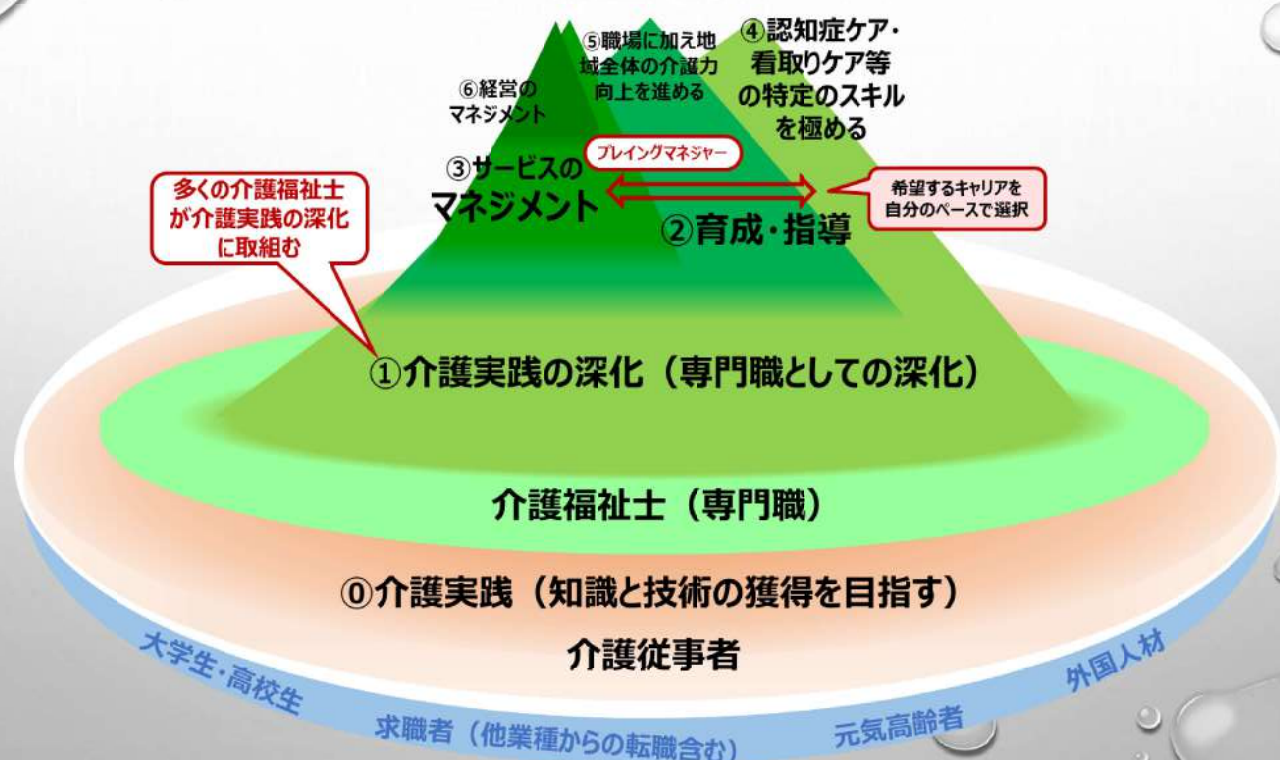 ⑤職場に加え地
域全体の介護力
向上を進める
④認知症ケア・
看取りケア等
の特定のスキル
を極める
⑥経営の
マネジメント
プレイングマネジャー
③サービスの
マネジメント
②育成・指導
希望するキャリアを
自分のペースで選択
多くの介護福祉士
が介護実践の深化
に取組む
①介護実践の深化（専門職としての深化）
介護福祉士（専門職）
⓪介護実践（知識と技術の獲得を目指す）
介護従事者
大学生・高校生
求職者（他業種からの転職含む）
元気高齢者
外国人材